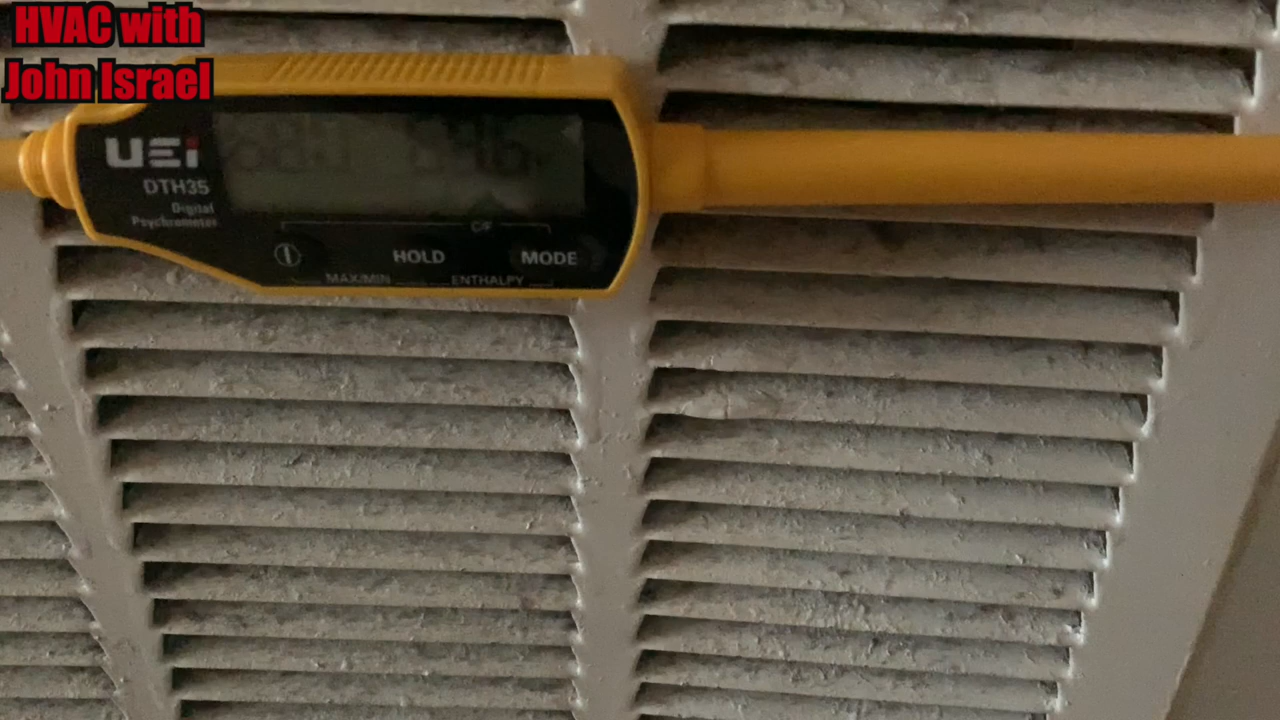 HVAC with
John Israel
UEi
DTH35
Digital
Psychrometer
C/F
HOLD
MODE
MAX/MIN
ENTHALPY